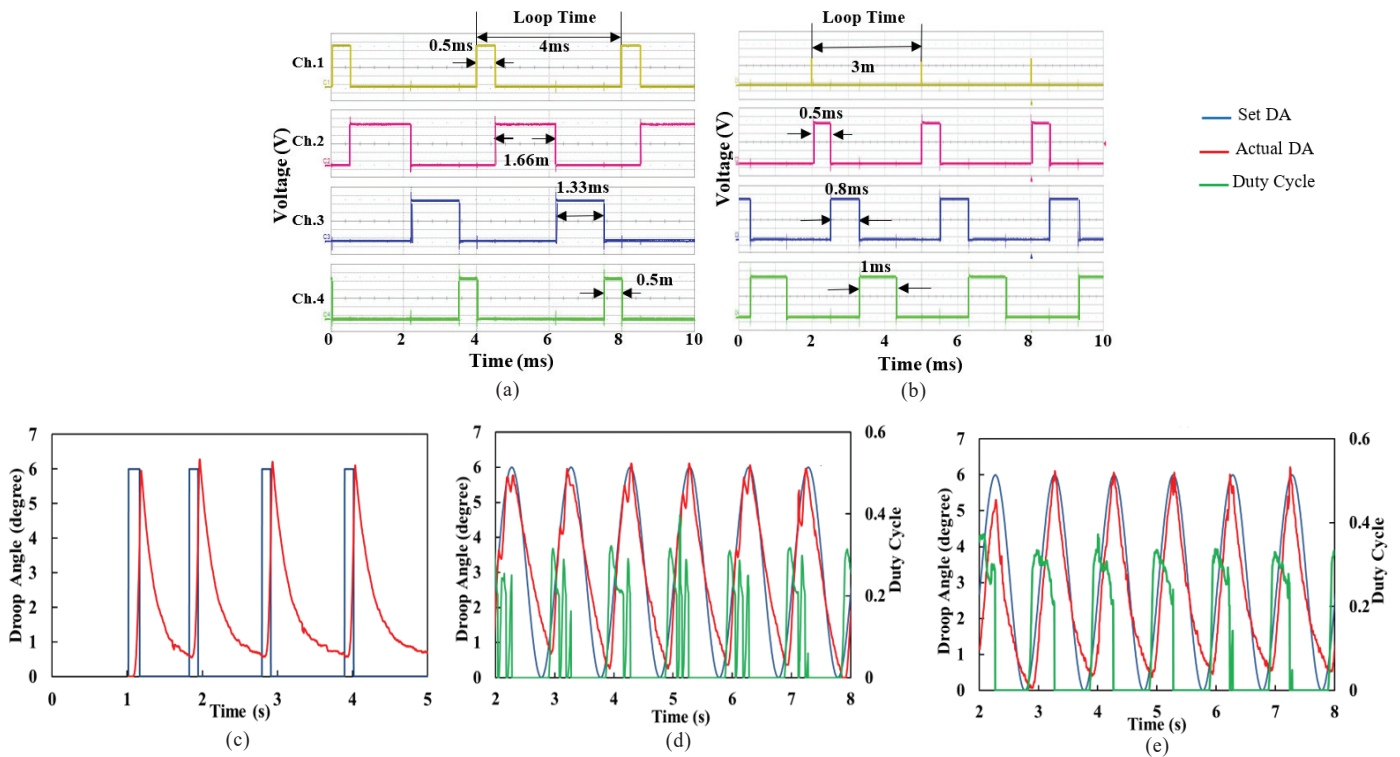 Loop Time
0.5ms
4ms
Ch.1
Ch.2
1.66m
1.33ms
Ch.3
0.5m
Ch.4
Voltage (V)
0 2 4 6 8 10
Time (ms)
(a)
Loop Time
3m
0.5ms
0.8ms
1ms
Voltage (V)
0 2 4 6 8 10
Time (ms)
(b)
Set DA
Actual DA
Duty Cycle
7
6
5
4
3
2
1
0
Droop Angle (degree)
0 1 2 3 4 5
Time (s)
(c)
7
6
5
4
3
2
1
0
Droop Angle (degree)
0.6
0.4
0.2
0
Duty Cycle
2 3 4 5 6 7 8
Time (s)
(d)
7
6
5
4
3
2
1
0
Droop Angle (degree)
0.6
0.4
0.2
0
Duty Cycle
2 3 4 5 6 7 8
Time (s)
(e)